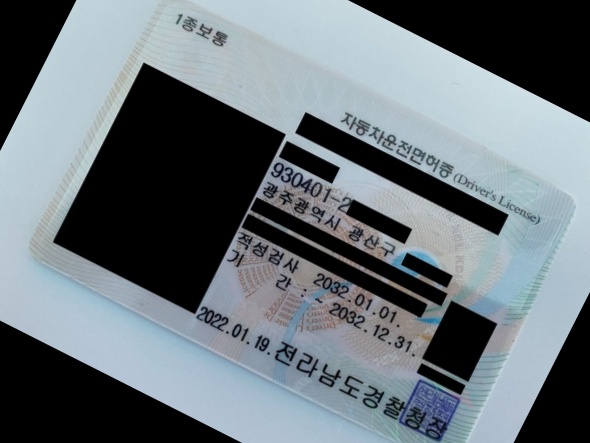 1종보통
자동차운전면허증 (Driver's License)
930401-2
광주광역시 광산구
적성검사 2032.01.01.
기 간 : ~ 2032.12.31.
2022.01.19. 전라남도경찰청장